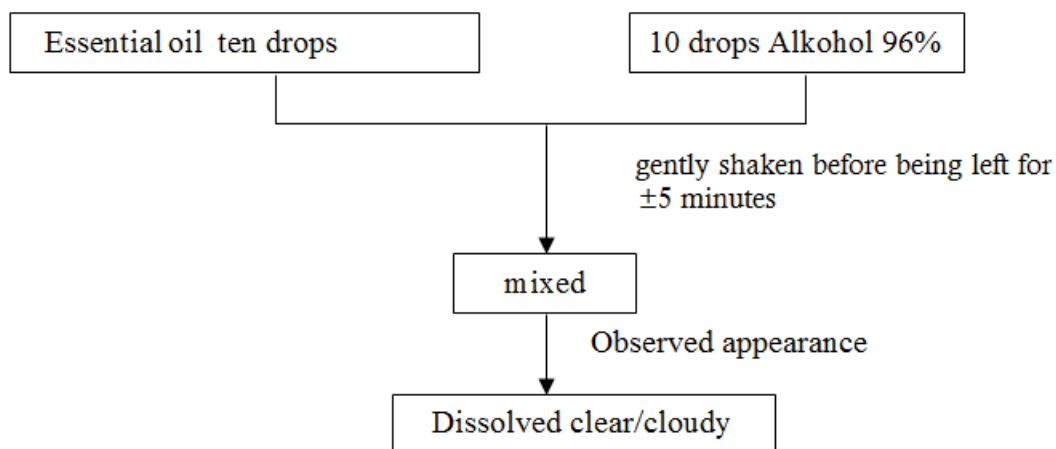 Essential oil ten drops
10 drops Alkohol 96%
gently shaken before being left for
±5 minutes
mixed
Observed appearance
Dissolved clear/cloudy